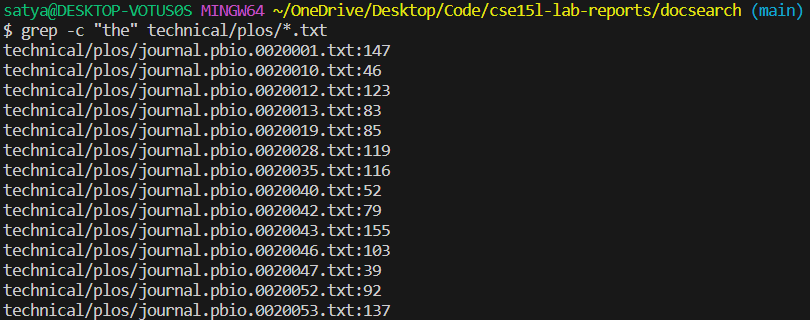 satya@DESKTOP-VOTUS0S MINGW64 ~/OneDrive/Desktop/Code/cse15l-lab-reports/docsearch (main)
$ grep -c "the" technical/plos/*.txt
technical/plos/journal.pbio.0020001.txt:147
technical/plos/journal.pbio.0020010.txt:46
technical/plos/journal.pbio.0020012.txt:123
technical/plos/journal.pbio.0020013.txt:83
technical/plos/journal.pbio.0020019.txt:85
technical/plos/journal.pbio.0020028.txt:119
technical/plos/journal.pbio.0020035.txt:116
technical/plos/journal.pbio.0020040.txt:52
technical/plos/journal.pbio.0020042.txt:79
technical/plos/journal.pbio.0020043.txt:155
technical/plos/journal.pbio.0020046.txt:103
technical/plos/journal.pbio.0020047.txt:39
technical/plos/journal.pbio.0020052.txt:92
technical/plos/journal.pbio.0020053.txt:137